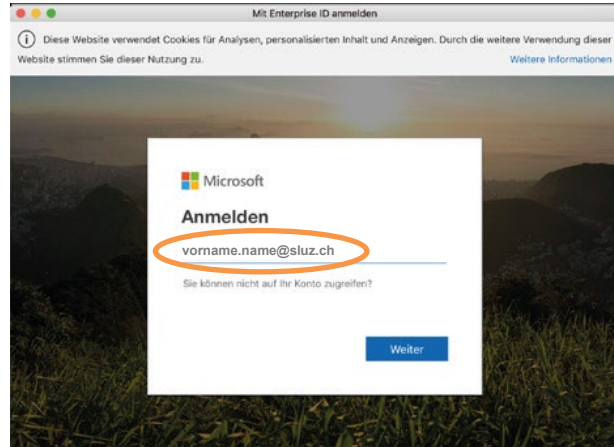 Mit Enterprise ID anmelden
Diese Website verwendet Cookies für Analysen, personalisierten Inhalt und Anzeigen. Durch die weitere Verwendung dieser
Website stimmen Sie dieser Nutzung zu.
Weitere Informationen
Microsoft
Anmelden
vorname.name@sluz.ch
Sie können nicht auf Ihr Konto zugreifen?
Weiter